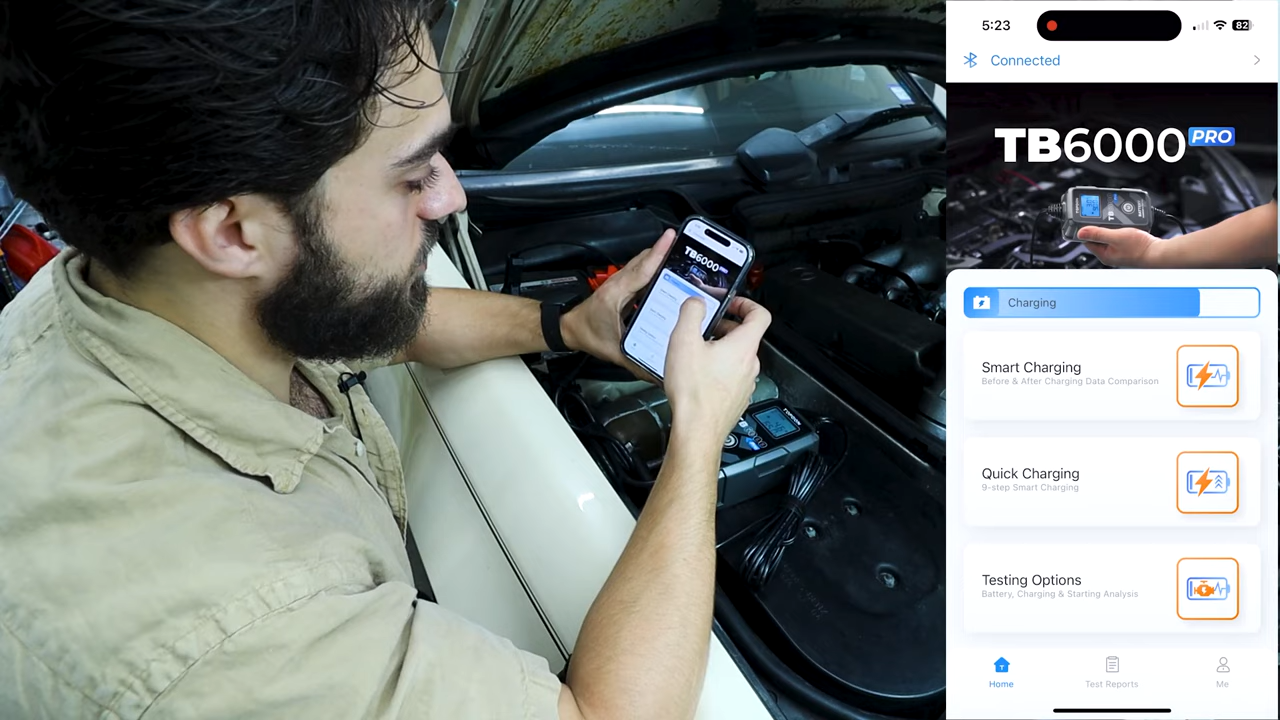 5:23
82
Connected
TB6000 PRO
Charging
Smart Charging
Before & After Charging Data Comparison
Quick Charging
9-step Smart Charging
Testing Options
Battery, Charging & Starting Analysis
Home
Test Reports
Me
TB6000
TOPDON